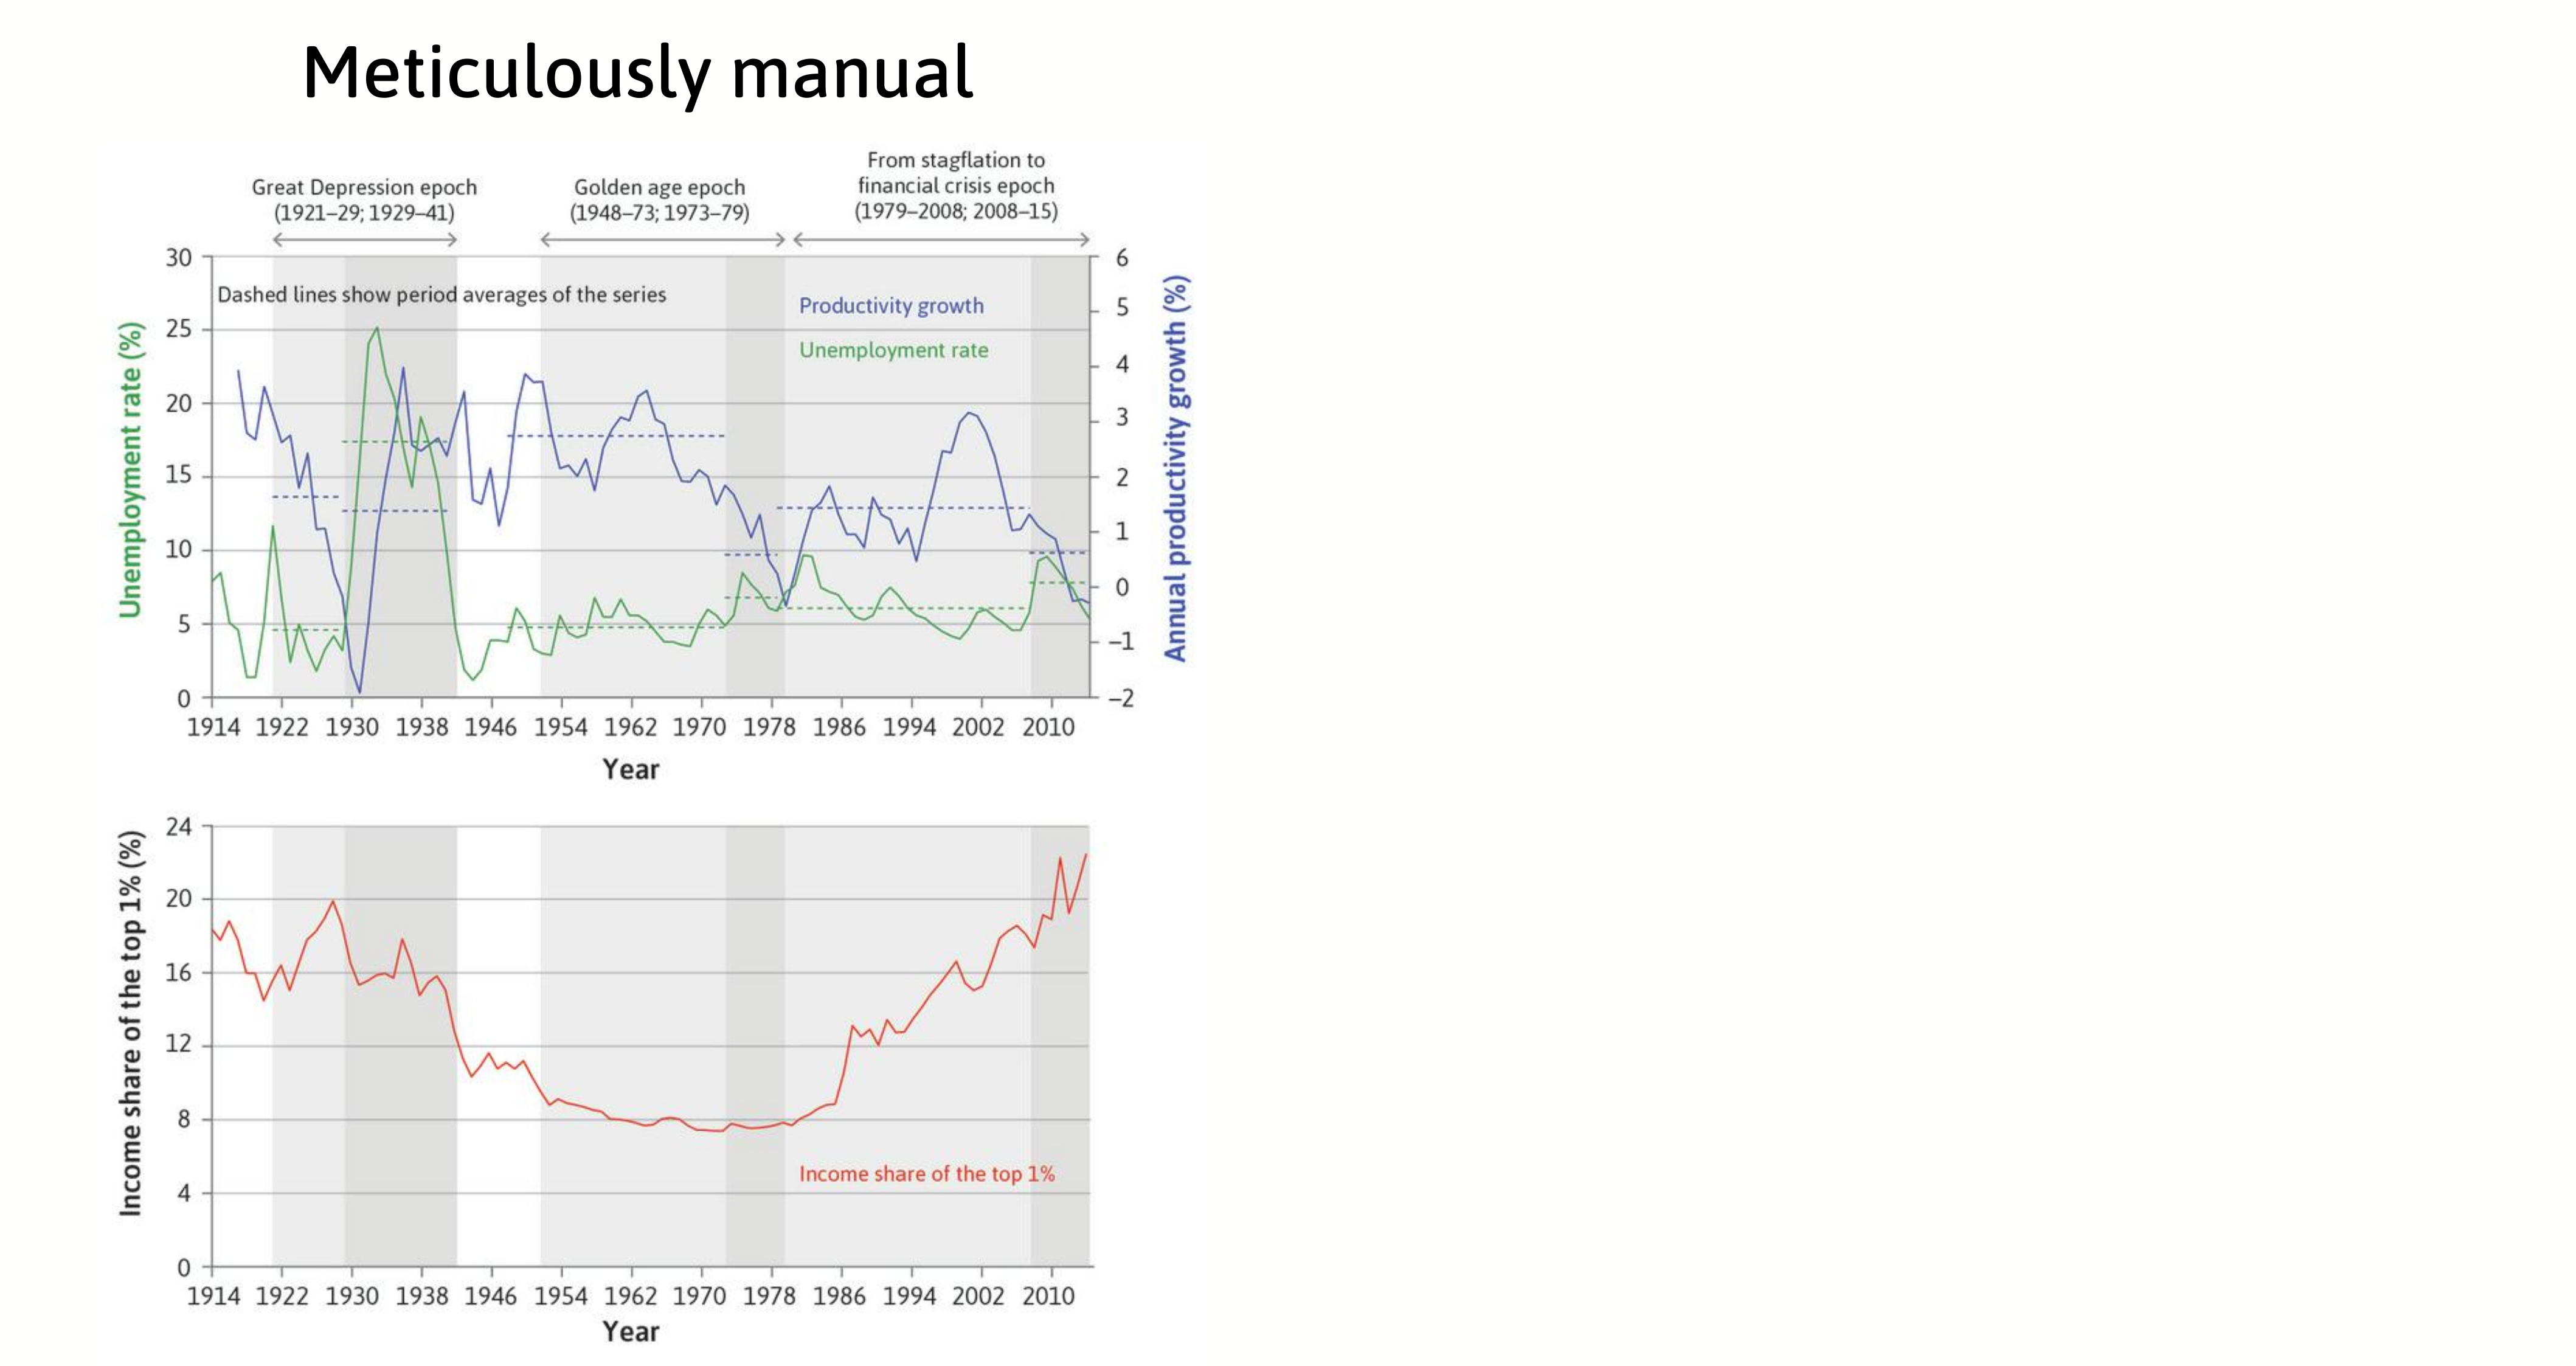 Meticulously manual
Great Depression epoch
(1921–29; 1929–41)
Golden age epoch
(1948–73; 1973–79)
From stagflation to
financial crisis epoch
(1979–2008; 2008–15)
Dashed lines show period averages of the series
Productivity growth
Unemployment rate
Unemployment rate (%)
30
25
20
15
10
5
0
6
5
4
3
2
1
0
–1
–2
Annual productivity growth (%)
1914 1922 1930 1938 1946 1954 1962 1970 1978 1986 1994 2002 2010
Year
Income share of the top 1% (%)
24
20
16
12
8
4
0
Income share of the top 1%
1914 1922 1930 1938 1946 1954 1962 1970 1978 1986 1994 2002 2010
Year